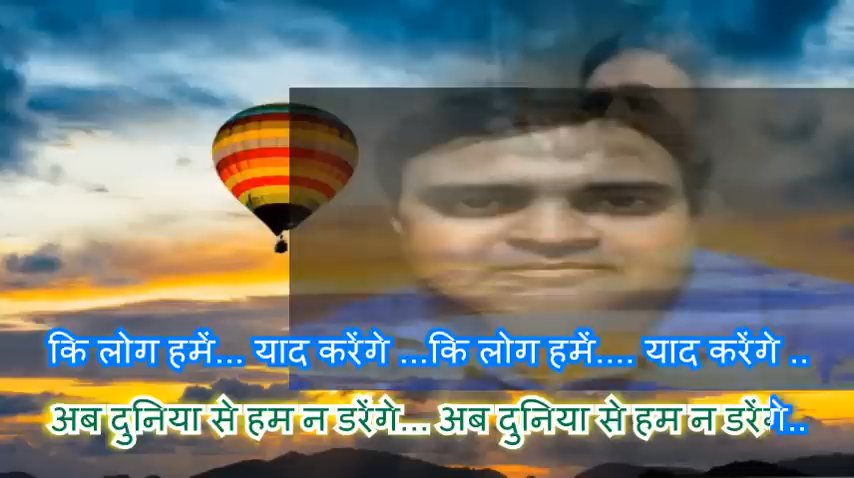 कि लोग हमें... याद करेंगे ...कि लोग हमें.... याद करेंगे ..
अब दुनिया से हम न डरेंगे... अब दुनिया से हम न डरेंगे..